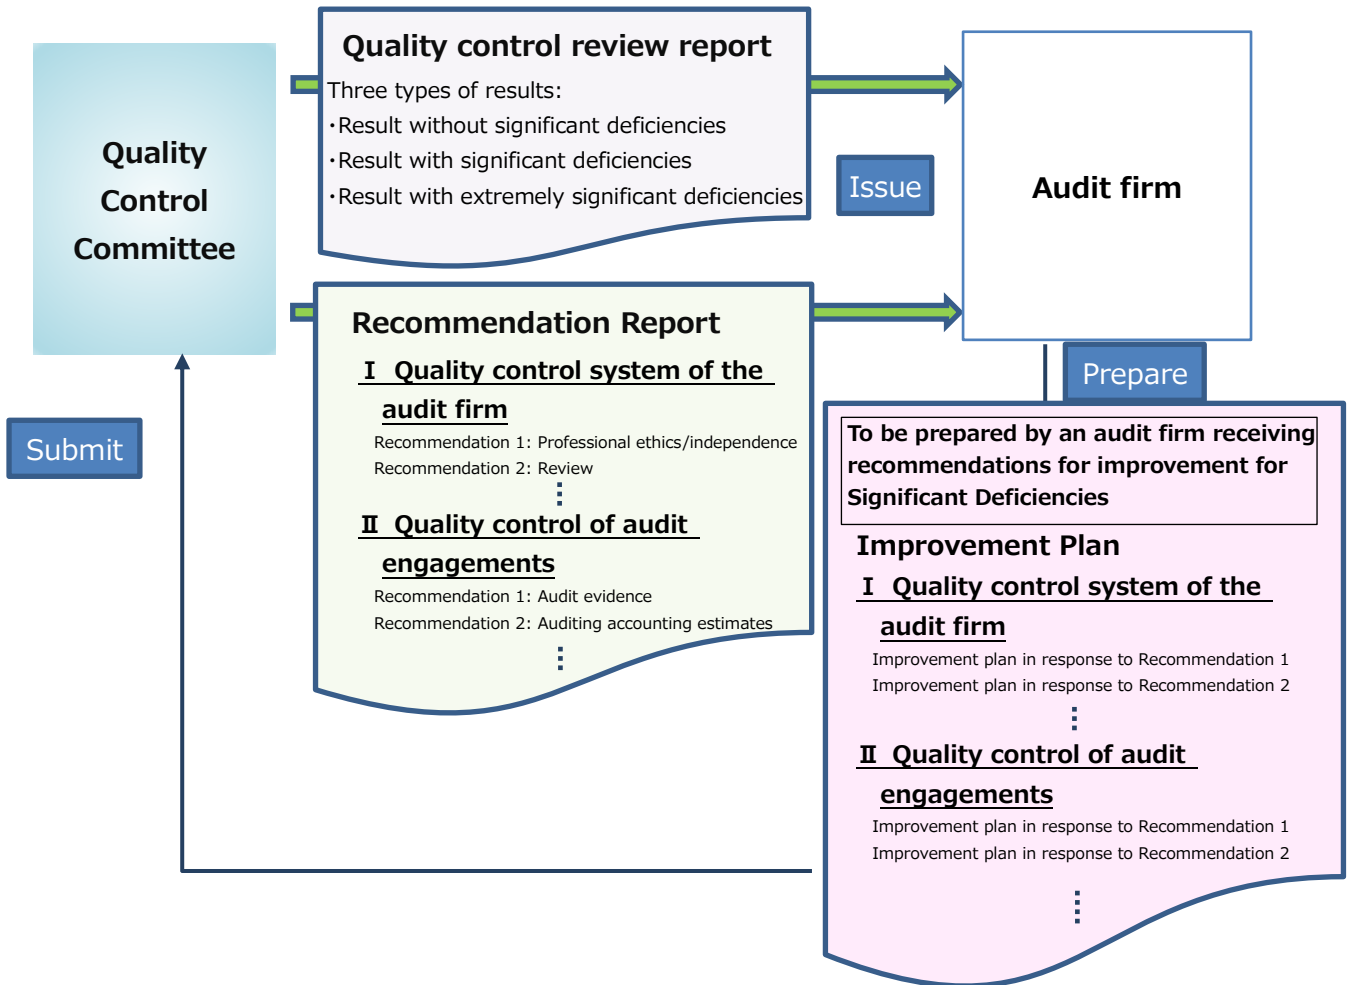 Quality
Control
Committee
Quality control review report
Three types of results:
・Result without significant deficiencies
・Result with significant deficiencies
・Result with extremely significant deficiencies
Issue
Audit firm
Recommendation Report
Ⅰ Quality control system of the
audit firm
Recommendation 1: Professional ethics/independence
Recommendation 2: Review
Ⅱ Quality control of audit
engagements
Recommendation 1: Audit evidence
Recommendation 2: Auditing accounting estimates
Submit
Prepare
To be prepared by an audit firm receiving
recommendations for improvement for
Significant Deficiencies
Improvement Plan
Ⅰ Quality control system of the
audit firm
Improvement plan in response to Recommendation 1
Improvement plan in response to Recommendation 2
Ⅱ Quality control of audit
engagements
Improvement plan in response to Recommendation 1
Improvement plan in response to Recommendation 2